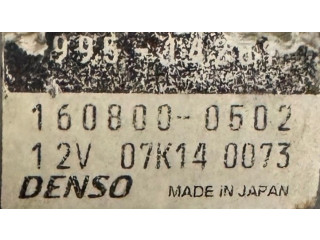 160800-0502
12V 07K14 0073
DENSO MADE IN JAPAN